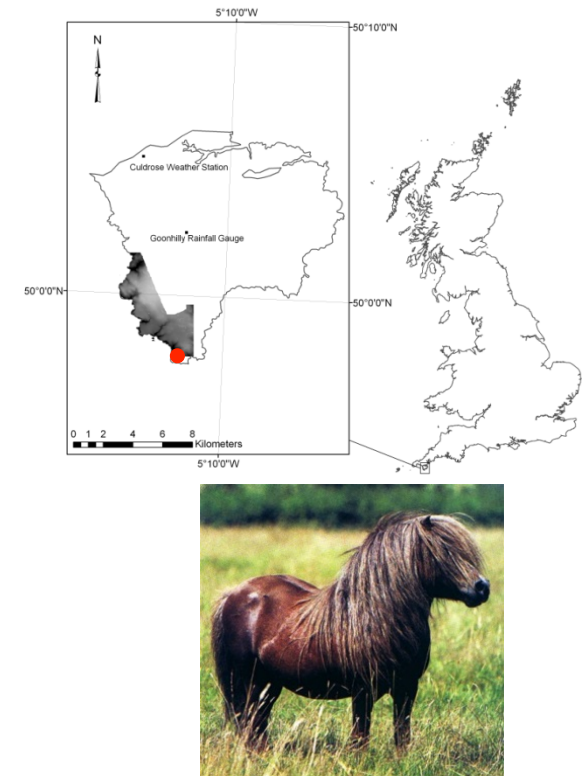 5°10'0"W
50°10'0"N
N
Culdrose Weather Station
Goonhilly Rainfall Gauge
50°0'0"N
50°0'0"N
0 1 2 4 6 8
Kilometers
5°10'0"W